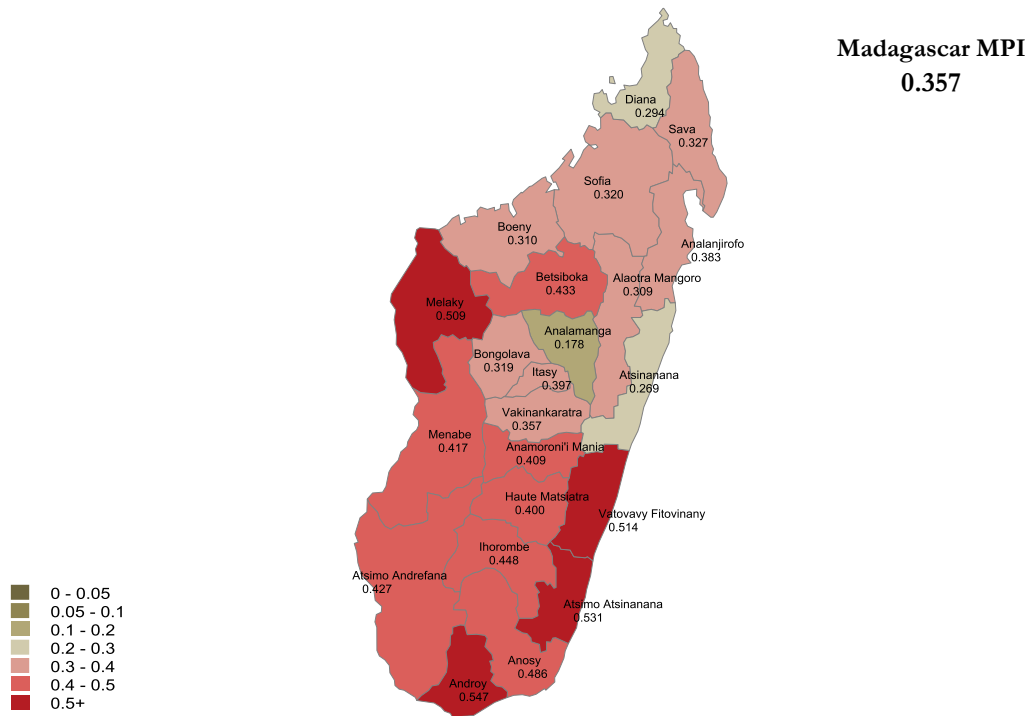 Madagascar MPI
0.357
Diana
0.294
Sava
0.327
Sofia
0.320
Boeny
0.310
Analanjirofo
0.383
Betsiboka
0.433
Alaotra Mangoro
0.309
Melaky
0.509
Analamanga
0.178
Bongolava
0.319
Itasy
0.397
Atsinanana
0.269
Vakinankaratra
0.357
Menabe
0.417
Anamoroni'i Mania
0.409
Haute Matsiatra
0.400
Vatovavy Fitovinany
0.514
Ihorombe
0.448
Atsimo Andrefana
0.427
Atsimo Atsinanana
0.531
Anosy
0.486
Androy
0.547
0 - 0.05
0.05 - 0.1
0.1 - 0.2
0.2 - 0.3
0.3 - 0.4
0.4 - 0.5
0.5+